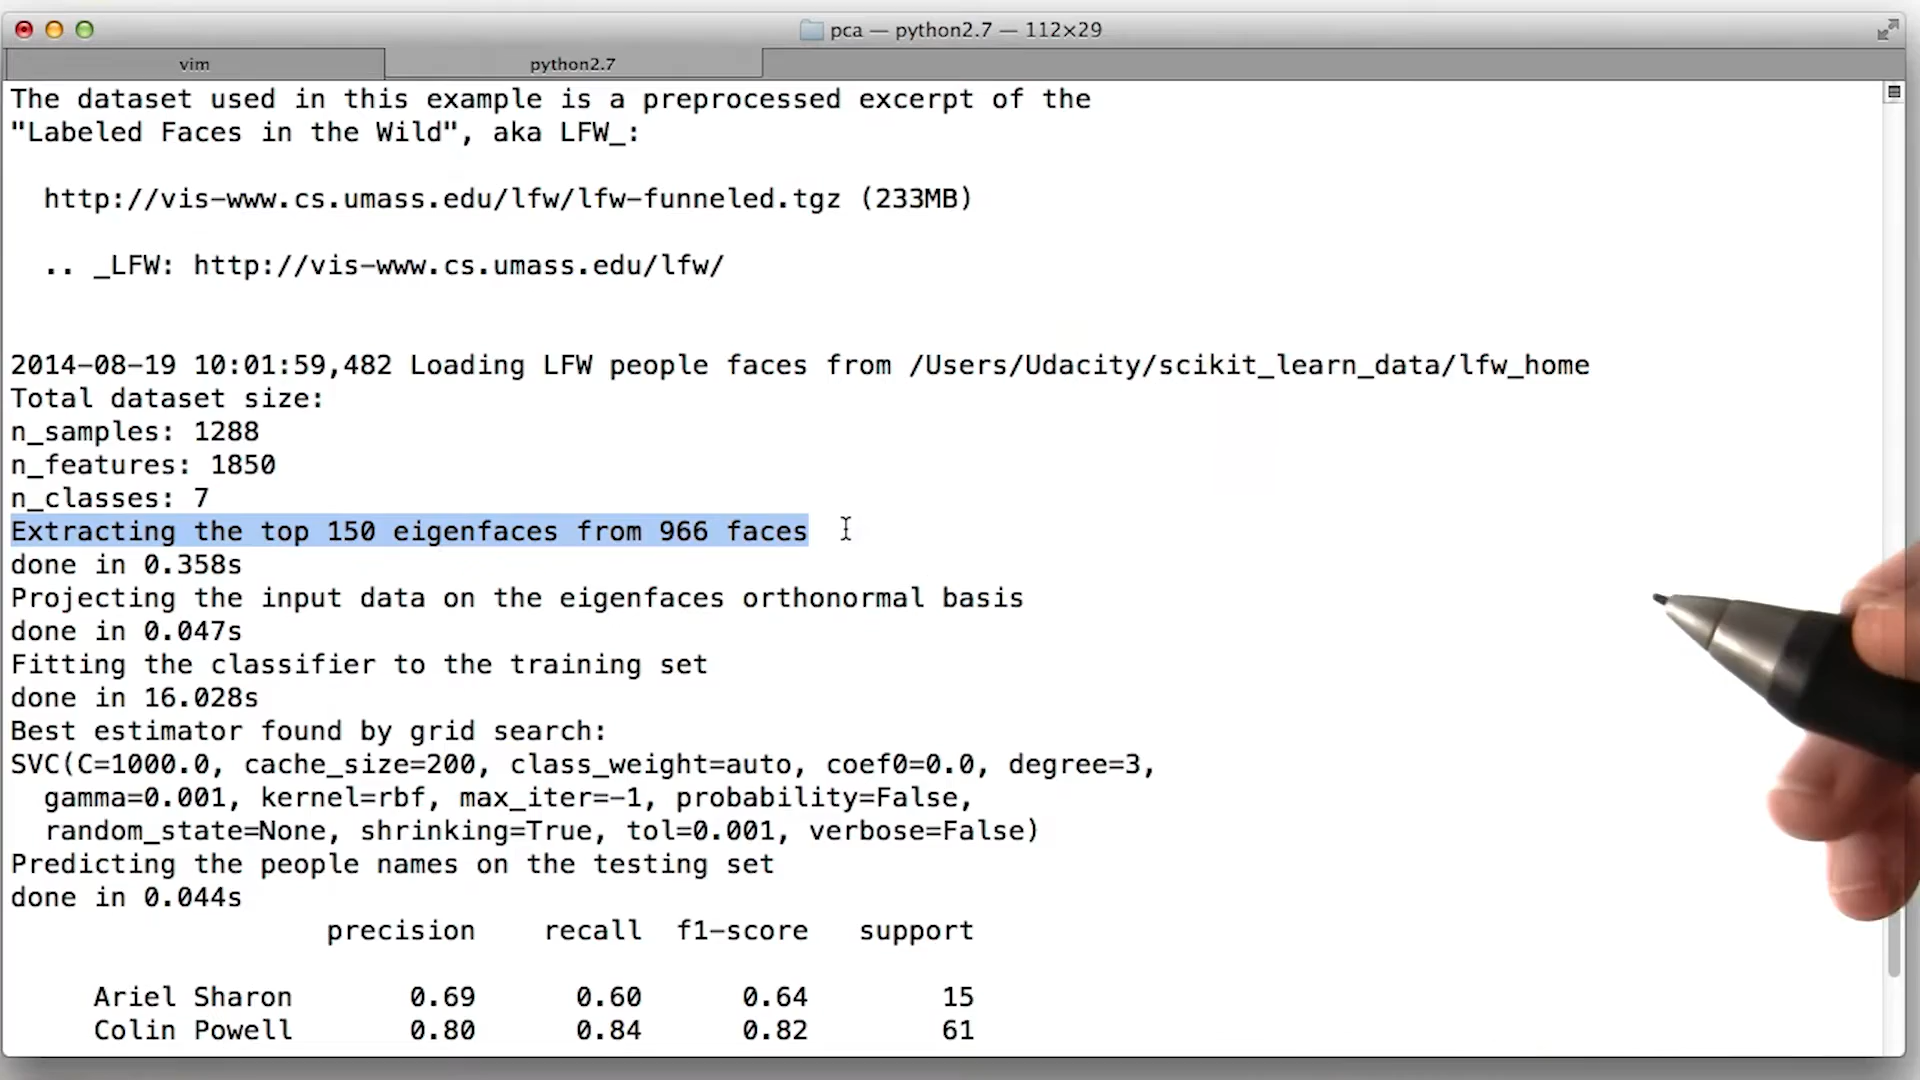 pca — python2.7 — 112×29
vim
python2.7
The dataset used in this example is a preprocessed excerpt of the
"Labeled Faces in the Wild", aka LFW_:
http://vis-www.cs.umass.edu/lfw/lfw-funneled.tgz (233MB)
.. _LFW: http://vis-www.cs.umass.edu/lfw/
2014-08-19 10:01:59,482 Loading LFW people faces from /Users/Udacity/scikit_learn_data/lfw_home
Total dataset size:
n_samples: 1288
n_features: 1850
n_classes: 7
Extracting the top 150 eigenfaces from 966 faces
done in 0.358s
Projecting the input data on the eigenfaces orthonormal basis
done in 0.047s
Fitting the classifier to the training set
done in 16.028s
Best estimator found by grid search:
SVC(C=1000.0, cache_size=200, class_weight=auto, coef0=0.0, degree=3,
gamma=0.001, kernel=rbf, max_iter=-1, probability=False,
random_state=None, shrinking=True, tol=0.001, verbose=False)
Predicting the people names on the testing set
done in 0.044s
precision recall f1-score support
Ariel Sharon 0.69 0.60 0.64 15
Colin Powell 0.80 0.84 0.82 61